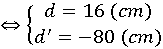 ⇔ { d = 16 (cm)
d′ = −80 (cm)